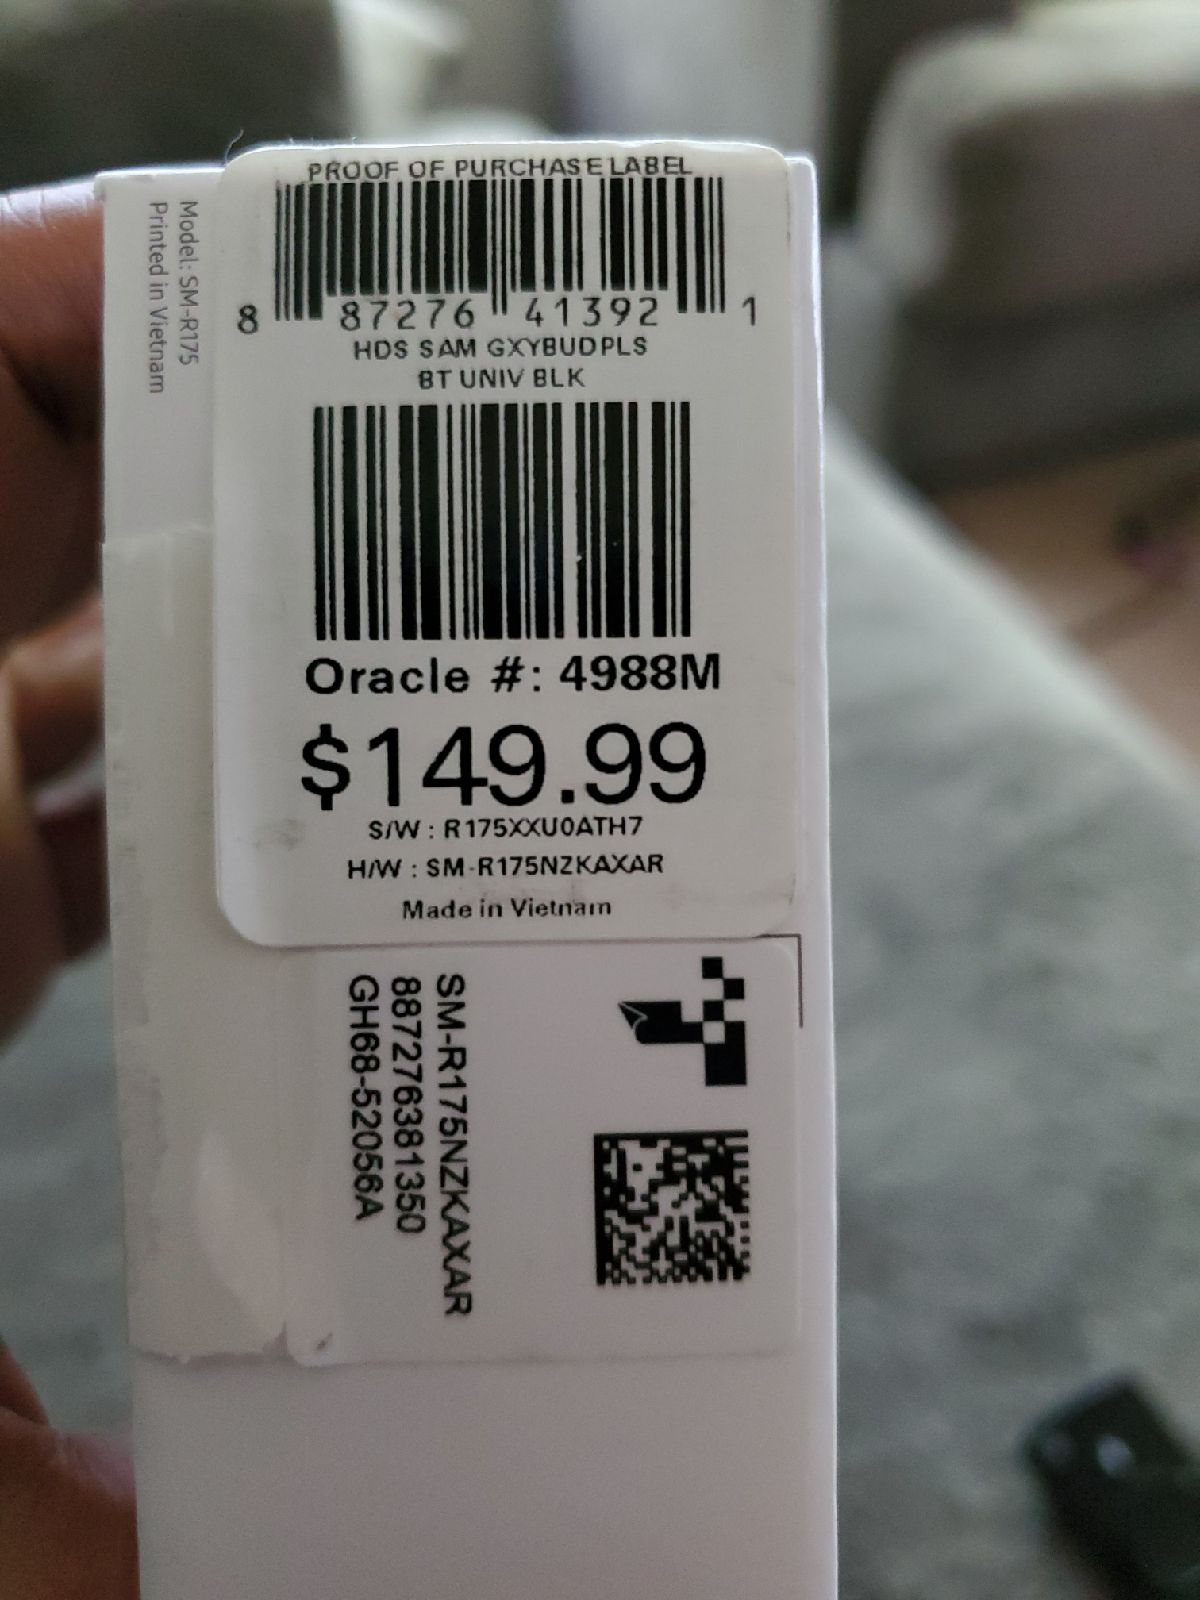 PROOF OF PURCHASE LABEL
8 87276 41392 1
HDS SAM GXYBUDPLS
BT UNIV BLK
Oracle #: 4988M
$149.99
S/W : R175XXU0ATH7
H/W : SM-R175NZKAXAR
Made in Vietnam
Model: SM-R175
Printed in Vietnam
SM-R175NZKAXAR
887276381350
GH68-52056A